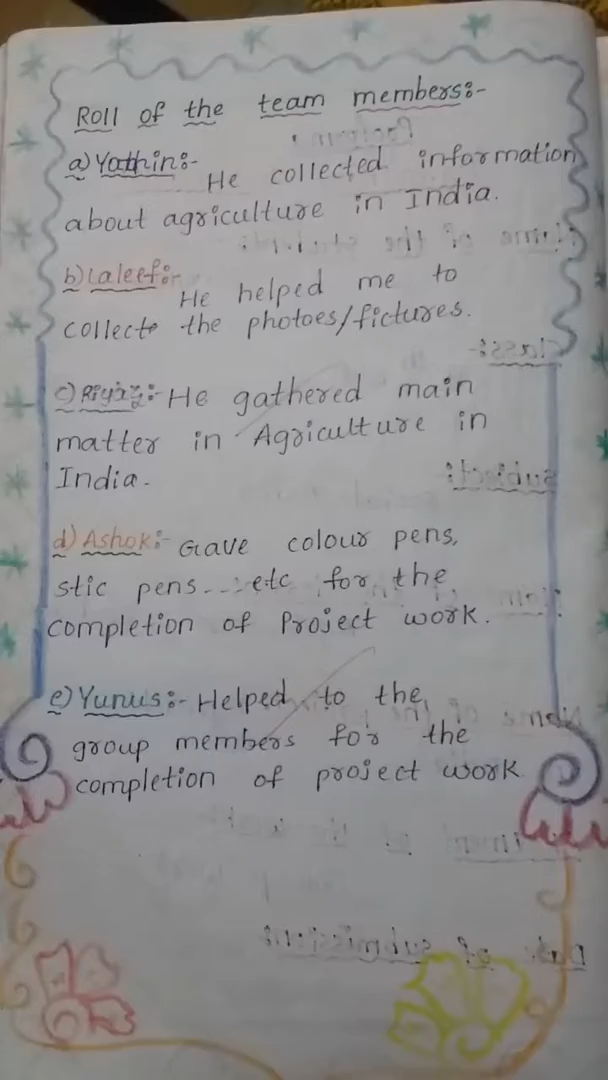 Roll of the team members:-
a) Yathin:-
He collected information
about agriculture in India.
b) Laleef:-
He helped me to
collecte the photoes/fictures.
c) Riyaz:- He gathered main
matter in Agriculture in
India.
d) Ashok:- Gave colour pens,
stic pens...etc for the
completion of Project work.
e) Yunus:- Helped to the
group members for the
completion of project work